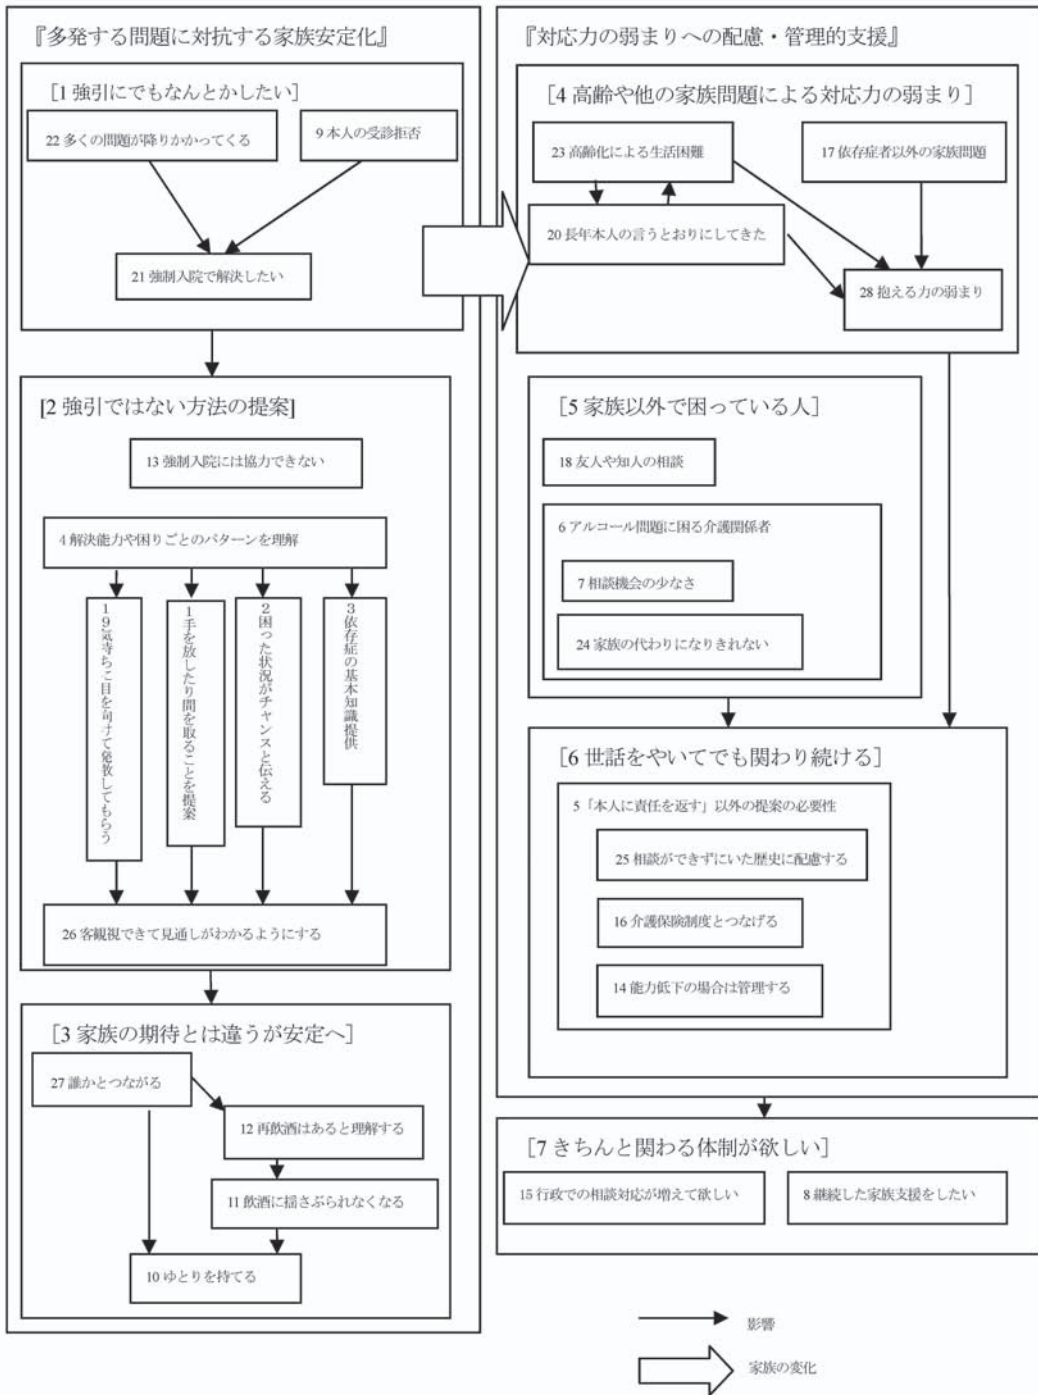 『多発する問題に対抗する家族安定化』
[1 強引にでもなんとかしたい]
22 多くの問題が降りかかってくる
9 本人の受診拒否
21 強制入院で解決したい
[2 強引ではない方法の提案]
13 強制入院には協力できない
4 解決能力や困りごとのパターンを理解
19気持ちに目を向けて発散してもらう
1手を放したり間を取ることを提案
2困った状況がチャンスと伝える
3依存症の基本知識提供
26 客観視できて見通しがわかるようにする
[3 家族の期待とは違うが安定へ]
27 誰かとつながる
12 再飲酒はあると理解する
11 飲酒に揺さぶられなくなる
10 ゆとりを持てる
『対応力の弱まりへの配慮・管理的支援』
[4 高齢や他の家族問題による対応力の弱まり]
23 高齢化による生活困難
17 依存症者以外の家族問題
20 長年本人の言うとおりにしてきた
28 抱える力の弱まり
[5 家族以外で困っている人]
18 友人や知人の相談
6 アルコール問題に困る介護関係者
7 相談機会の少なさ
24 家族の代わりになりきれない
[6 世話をやいてでも関わり続ける]
5「本人に責任を返す」以外の提案の必要性
25 相談ができずにいた歴史に配慮する
16 介護保険制度とつなげる
14 能力低下の場合は管理する
[7 きちんと関わる体制が欲しい]
15 行政での相談対応が増えて欲しい
8 継続した家族支援をしたい
影響
家族の変化